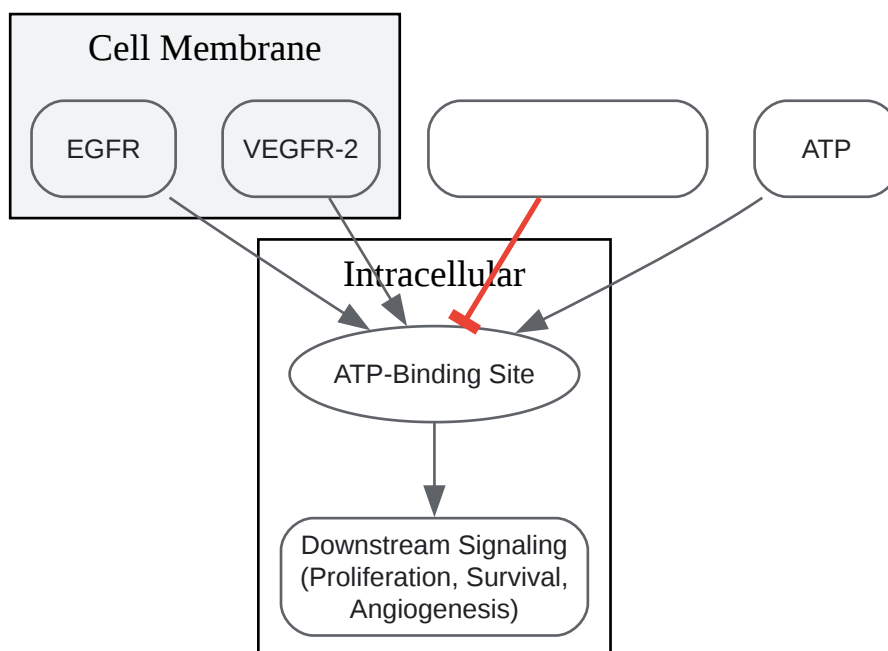 Cell Membrane
EGFR
VEGFR-2
ATP
Intracellular
ATP-Binding Site
Downstream Signaling
(Proliferation, Survival,
Angiogenesis)